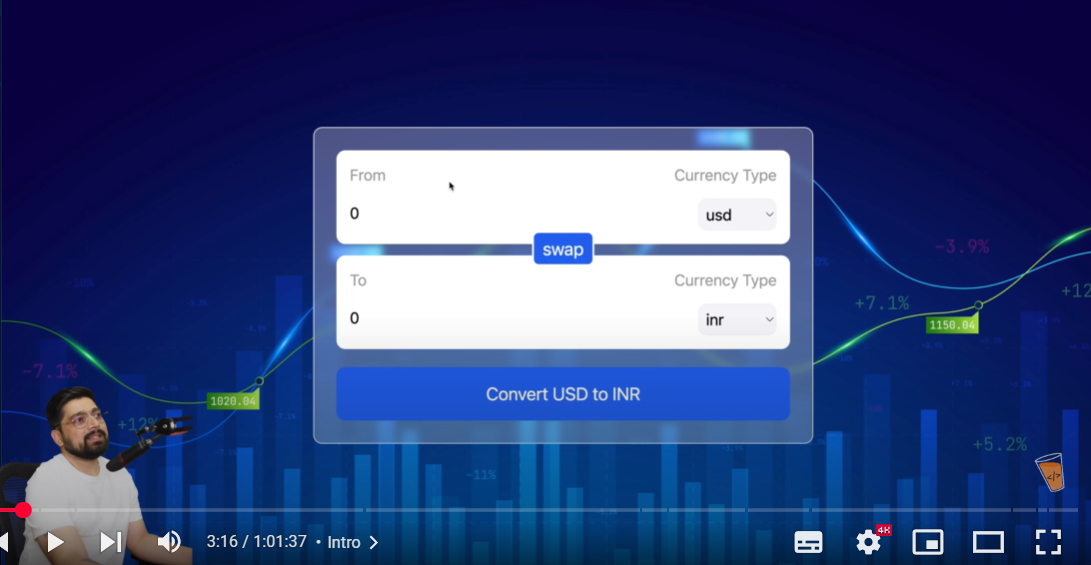 From
Currency Type
0
usd
swap
To
Currency Type
0
inr
Convert USD to INR
-3.9%
+7.1%
+12
1150.04
-7.1%
1020.04
+12%
-11%
+5.2%
</>
4K
3:16 / 1:01:37 • Intro